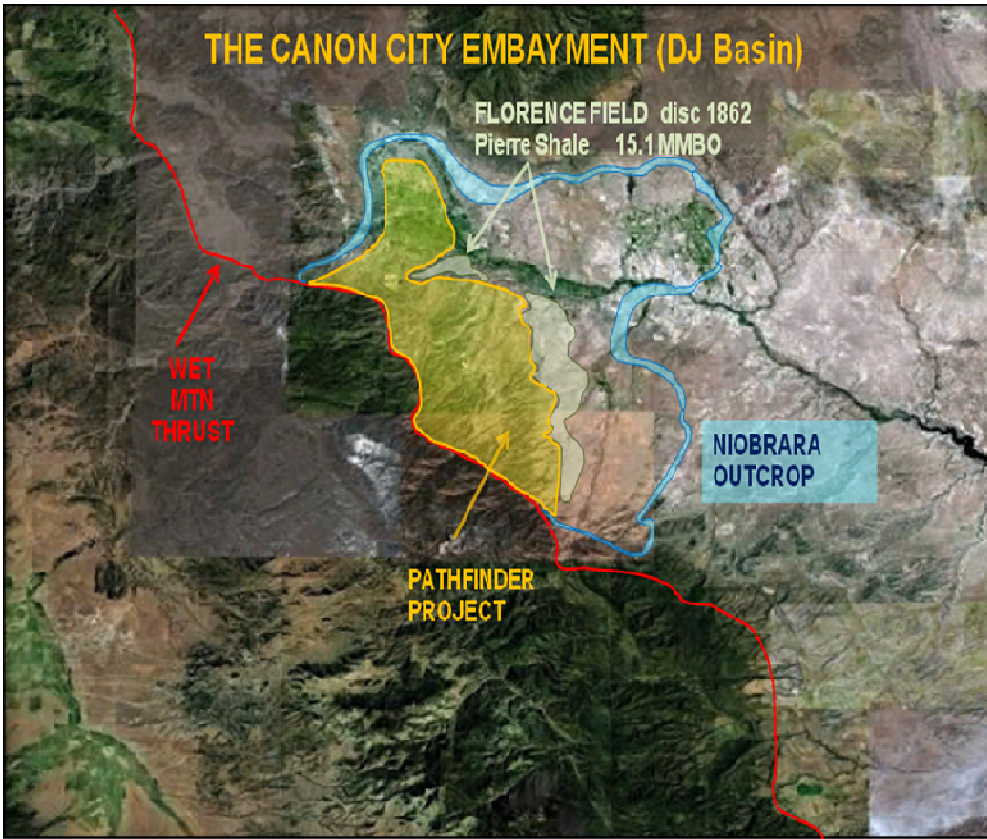 THE CANON CITY EMBAYMENT (DJ Basin)
FLORENCE FIELD disc 1862
Pierre Shale 15.1 MMBO
WET
MTN
THRUST
NIOBRARA
OUTCROP
PATHFINDER
PROJECT